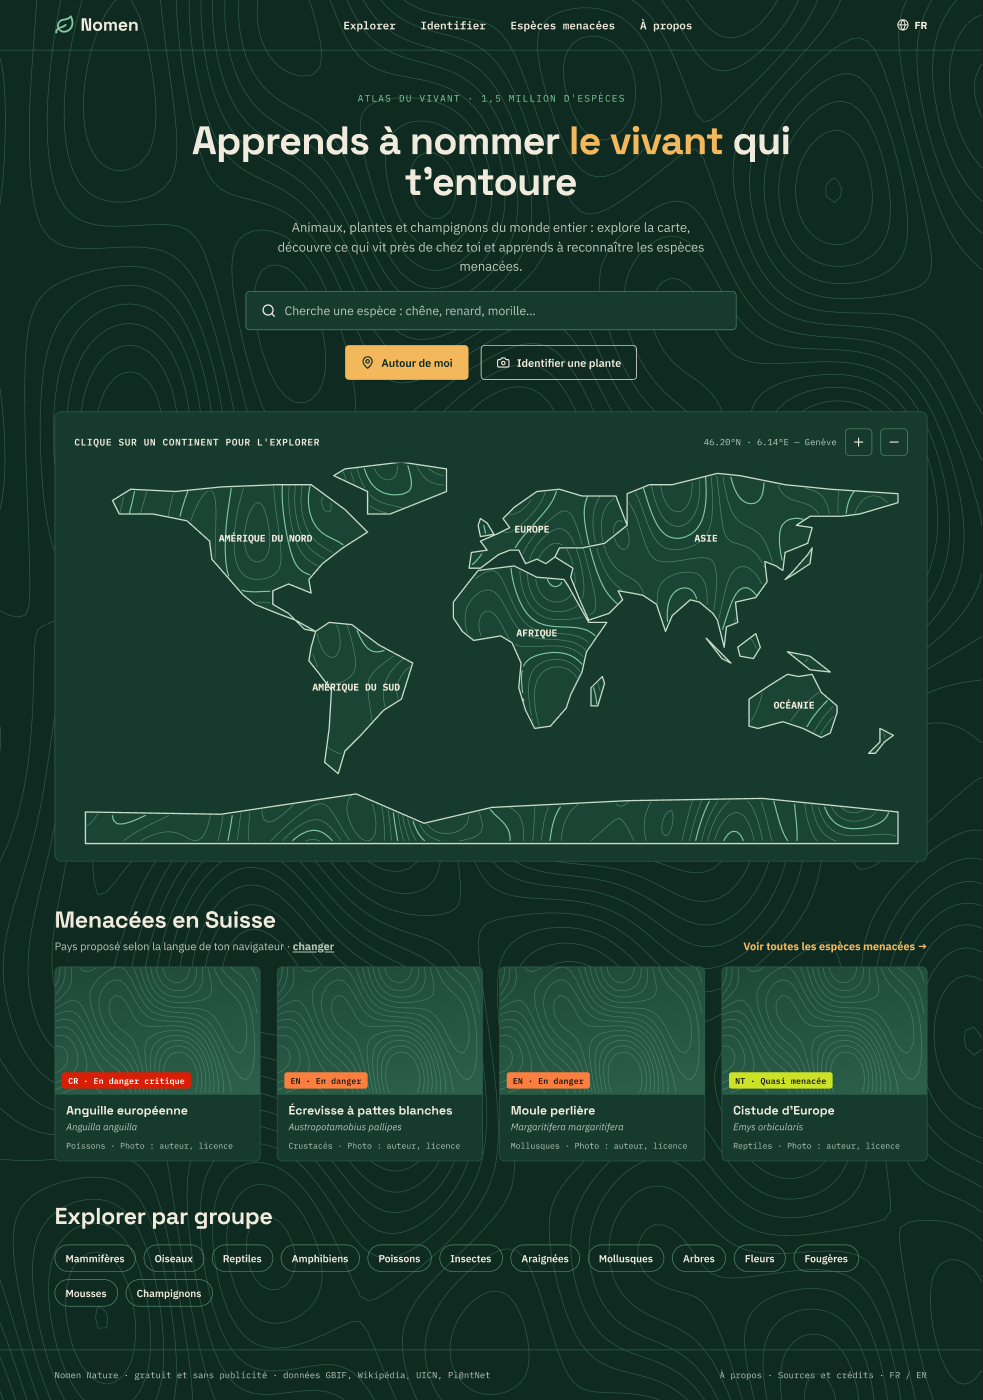 Nomen
Explorer Identifier Espèces menacées À propos
FR
ATLAS DU VIVANT · 1,5 MILLION D'ESPÈCES
Apprends à nommer le vivant qui
t'entoure
Animaux, plantes et champignons du monde entier : explore la carte,
découvre ce qui vit près de chez toi et apprends à reconnaître les espèces
menacées.
Cherche une espèce : chêne, renard, morille...
Autour de moi
Identifier une plante
CLIQUE SUR UN CONTINENT POUR L'EXPLORER
46.20°N · 6.14°E — Genève
+ −
EUROPE
AMÉRIQUE DU NORD
ASIE
AFRIQUE
AMÉRIQUE DU SUD
OCÉANIE
Menacées en Suisse
Pays proposé selon la langue de ton navigateur · changer
Voir toutes les espèces menacées →
CR · En danger critique
Anguille européenne
Anguilla anguilla
Poissons · Photo : auteur, licence
EN · En danger
Écrevisse à pattes blanches
Austropotamobius pallipes
Crustacés · Photo : auteur, licence
EN · En danger
Moule perlière
Margaritifera margaritifera
Mollusques · Photo : auteur, licence
NT · Quasi menacée
Cistude d'Europe
Emys orbicularis
Reptiles · Photo : auteur, licence
Explorer par groupe
Mammifères Oiseaux Reptiles Amphibiens Poissons Insectes Araignées Mollusques Arbres Fleurs Fougères
Mousses Champignons
Nomen Nature · gratuit et sans publicité · données GBIF, Wikipédia, UICN, Pl@ntNet
À propos · Sources et crédits · FR / EN